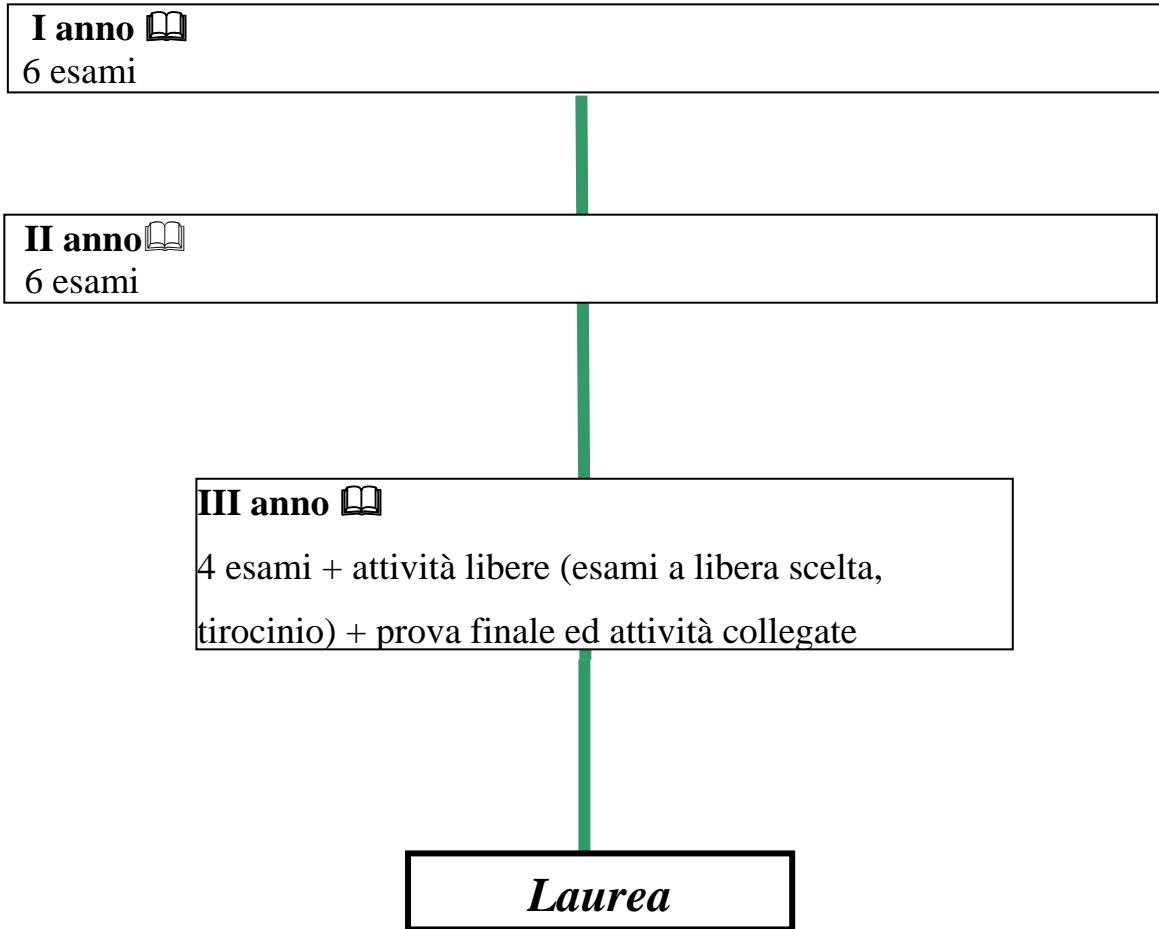 I anno 🕮
6 esami
II anno🕮
6 esami
III anno 🕮
4 esami + attività libere (esami a libera scelta,
tirocinio) + prova finale ed attività collegate
Laurea